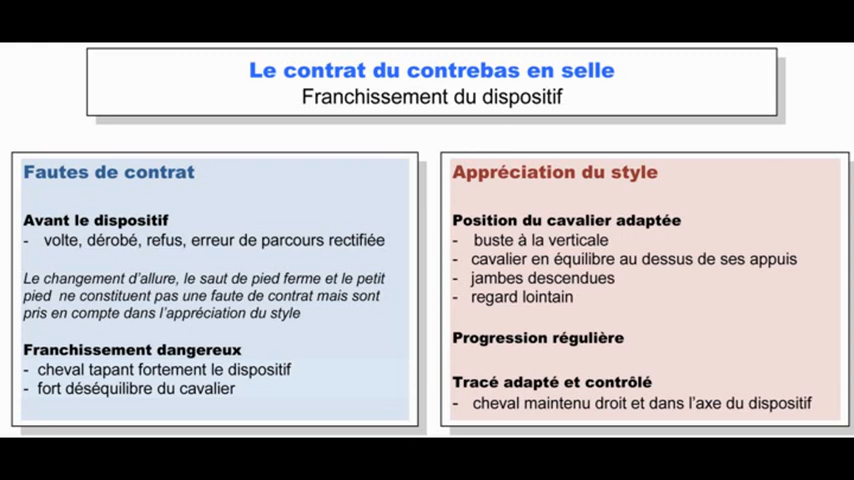 Le contrat du contrebas en selle
Franchissement du dispositif
Fautes de contrat
Avant le dispositif
- volte, dérobé, refus, erreur de parcours rectifiée
Le changement d'allure, le saut de pied ferme et le petit
pied ne constituent pas une faute de contrat mais sont
pris en compte dans l'appréciation du style
Franchissement dangereux
- cheval tapant fortement le dispositif
- fort déséquilibre du cavalier
Appréciation du style
Position du cavalier adaptée
- buste à la verticale
- cavalier en équilibre au dessus de ses appuis
- jambes descendues
- regard lointain
Progression régulière
Tracé adapté et contrôlé
- cheval maintenu droit et dans l'axe du dispositif